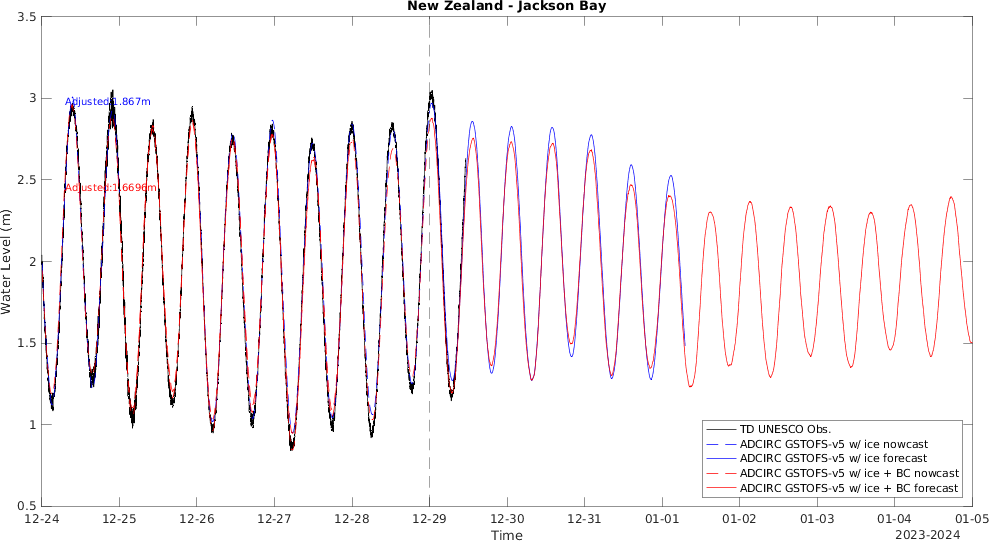 New Zealand - Jackson Bay
3.5
3
2.5
2
1.5
1
0.5
Water Level (m)
Adjusted:1.867m
Adjusted:1.6696m
TD UNESCO Obs.
ADCIRC GSTOFS-v5 w/ ice nowcast
ADCIRC GSTOFS-v5 w/ ice forecast
ADCIRC GSTOFS-v5 w/ ice + BC nowcast
ADCIRC GSTOFS-v5 w/ ice + BC forecast
12-24 12-25 12-26 12-27 12-28 12-29 12-30 12-31 01-01 01-02 01-03 01-04 01-05
Time
2023-2024